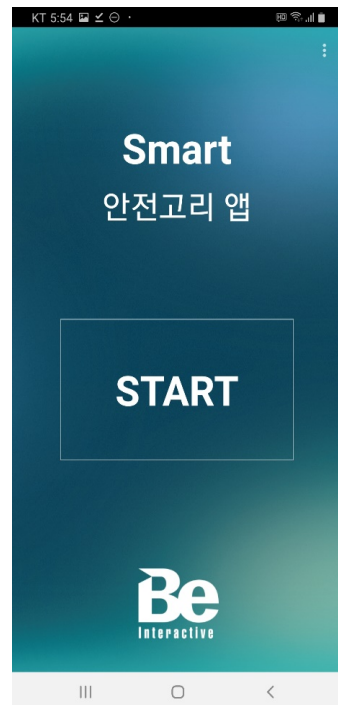 KT 5:54
Smart
안전고리 앱
START
Be
Interactive